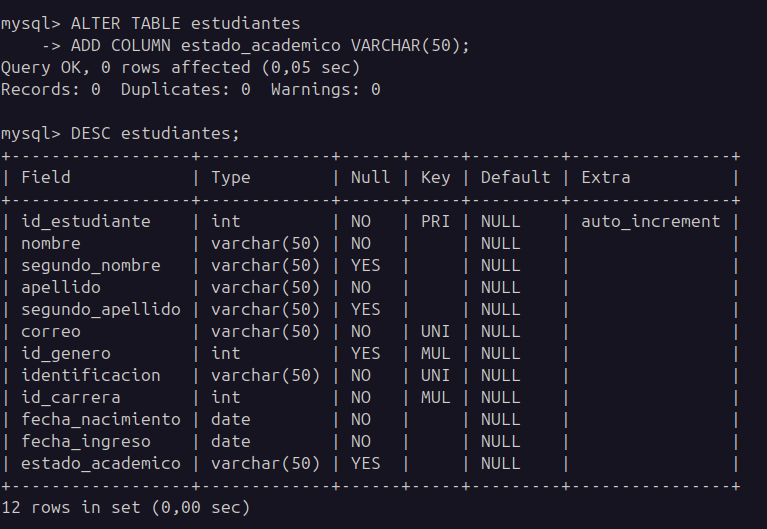 mysql> ALTER TABLE estudiantes
    -> ADD COLUMN estado_academico VARCHAR(50);
Query OK, 0 rows affected (0,05 sec)
Records: 0  Duplicates: 0  Warnings: 0

mysql> DESC estudiantes;
+------------------+-------------+------+-----+---------+----------------+
| Field            | Type        | Null | Key | Default | Extra          |
+------------------+-------------+------+-----+---------+----------------+
| id_estudiante    | int         | NO   | PRI | NULL    | auto_increment |
| nombre           | varchar(50) | NO   |     | NULL    |                |
| segundo_nombre   | varchar(50) | YES  |     | NULL    |                |
| apellido         | varchar(50) | NO   |     | NULL    |                |
| segundo_apellido | varchar(50) | YES  |     | NULL    |                |
| correo           | varchar(50) | NO   | UNI | NULL    |                |
| id_genero        | int         | YES  | MUL | NULL    |                |
| identificacion   | varchar(50) | NO   | UNI | NULL    |                |
| id_carrera       | int         | NO   | MUL | NULL    |                |
| fecha_nacimiento | date        | NO   |     | NULL    |                |
| fecha_ingreso    | date        | NO   |     | NULL    |                |
| estado_academico | varchar(50) | YES  |     | NULL    |                |
+------------------+-------------+------+-----+---------+----------------+
12 rows in set (0,00 sec)